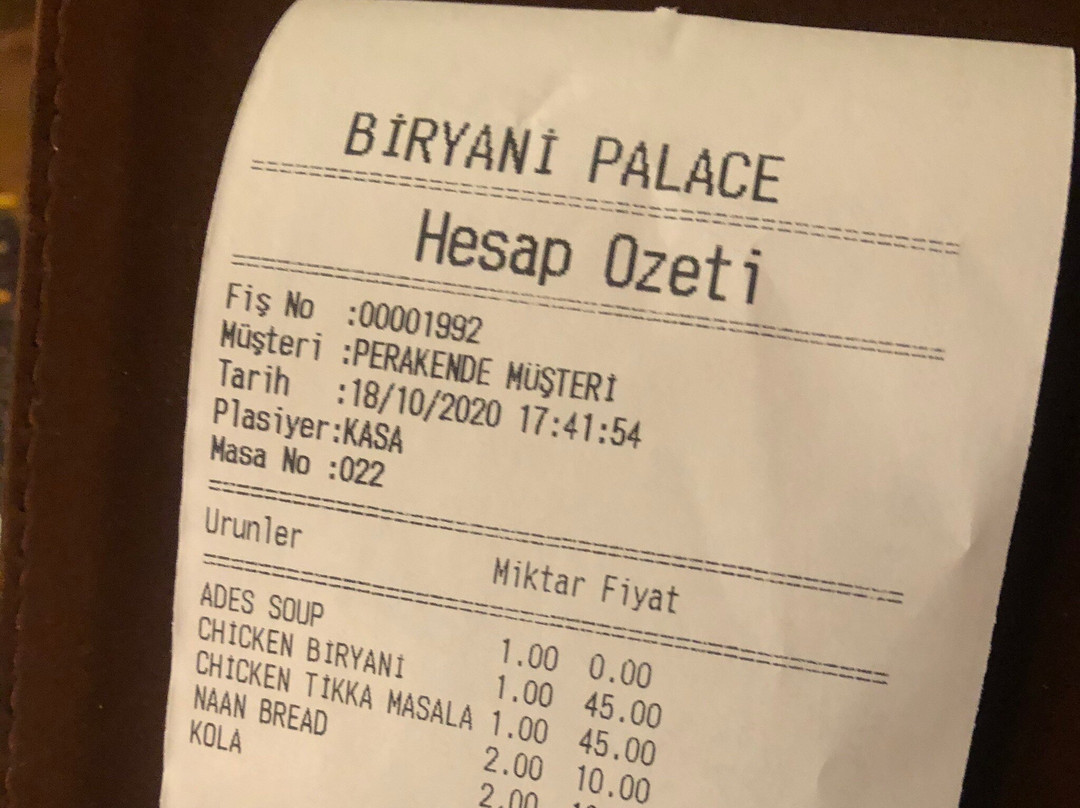 BİRYANİ PALACE
Hesap Ozeti
Fiş No :00001992
Müşteri :PERAKENDE MÜŞTERİ
Tarih :18/10/2020 17:41:54
Plasiyer:KASA
Masa No :022
Urunler Miktar Fiyat
ADES SOUP 1.00 0.00
CHİCKEN BİRYANİ 1.00 45.00
CHİCKEN TİKKA MASALA 1.00 45.00
NAAN BREAD 2.00 10.00
KOLA 2.00